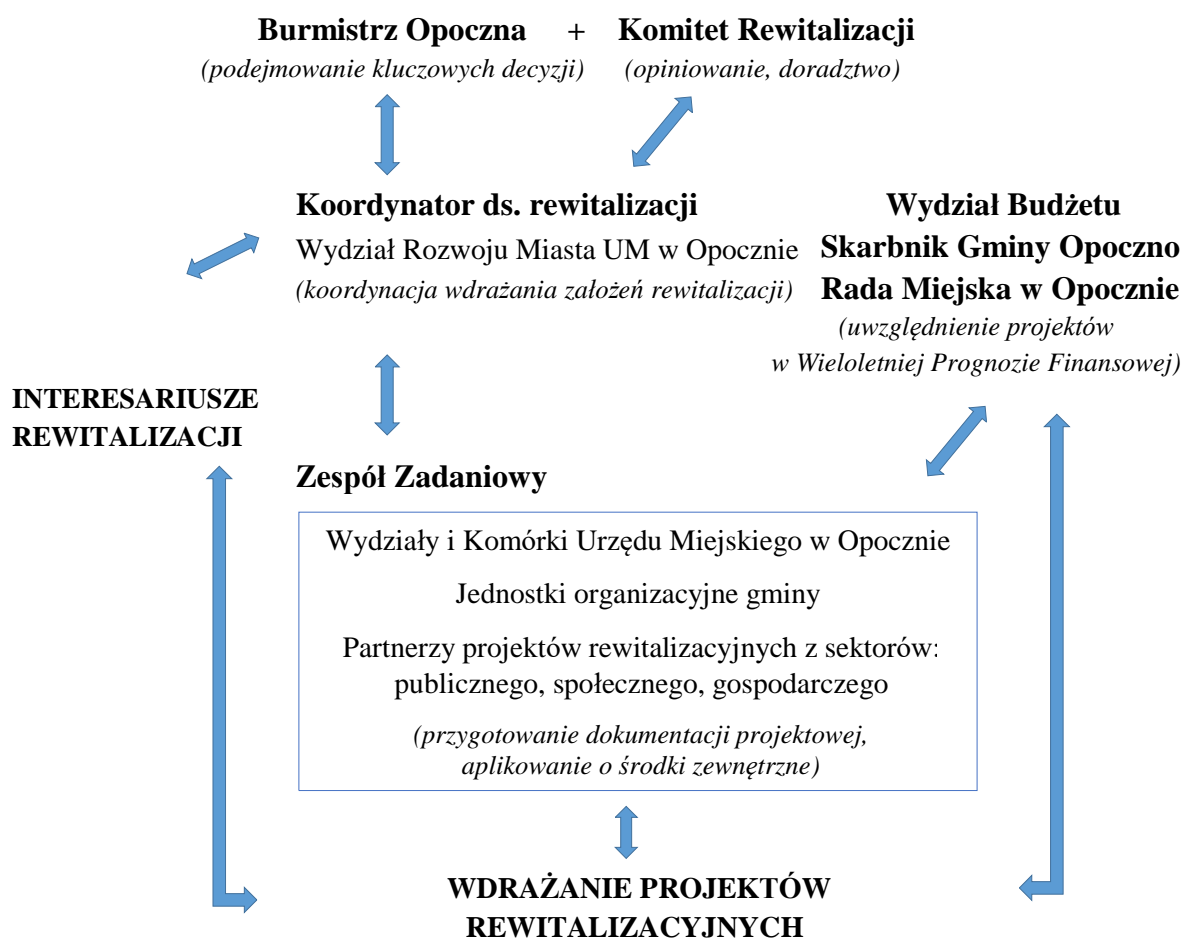 Burmistrz Opoczna + Komitet Rewitalizacji
(podejmowanie kluczowych decyzji) (opiniowanie, doradztwo)
Koordynator ds. rewitalizacji
Wydział Rozwoju Miasta UM w Opocznie
(koordynacja wdrażania założeń rewitalizacji)
Wydział Budżetu
Skarbnik Gminy Opoczno
Rada Miejska w Opocznie
(uwzględnienie projektów
w Wieloletniej Prognozie Finansowej)
INTERESARIUSZE
REWITALIZACJI
Zespół Zadaniowy
Wydziały i Komórki Urzędu Miejskiego w Opocznie
Jednostki organizacyjne gminy
Partnerzy projektów rewitalizacyjnych z sektorów:
publicznego, społecznego, gospodarczego
(przygotowanie dokumentacji projektowej,
aplikowanie o środki zewnętrzne)
WDRAŻANIE PROJEKTÓW
REWITALIZACYJNYCH